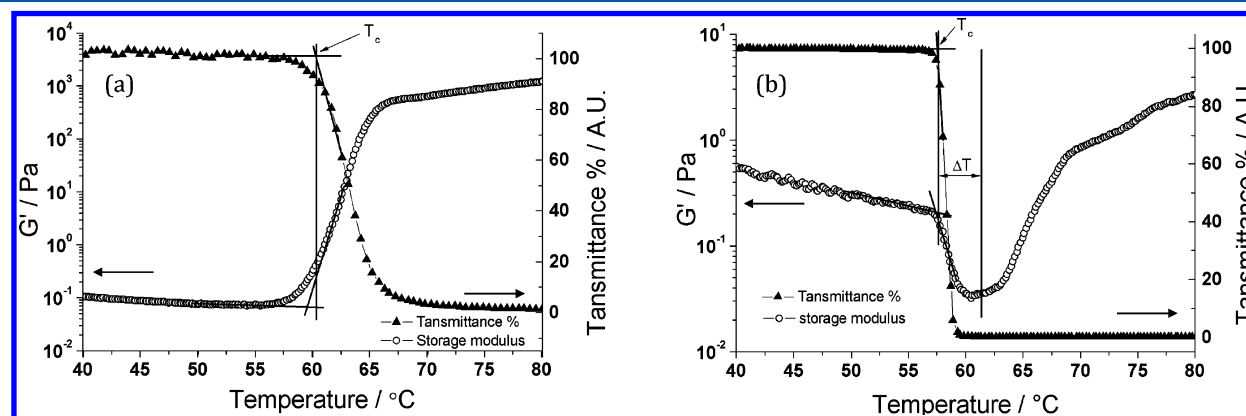 (a)
T_c
G' / Pa
10^4
10^3
10^2
10^1
10^0
10^-1
10^-2
100
80
60
40
20
0
Tansmittance % / A.U.
Tansmittance %
Storage modulus
40 45 50 55 60 65 70 75 80
Temperature / °C
(b)
T_c
ΔT
G' / Pa
10^1
10^0
10^-1
10^-2
100
80
60
40
20
0
Tansmittance % / A.U.
Tansmittance %
storage modulus
40 45 50 55 60 65 70 75 80
Temperature / °C